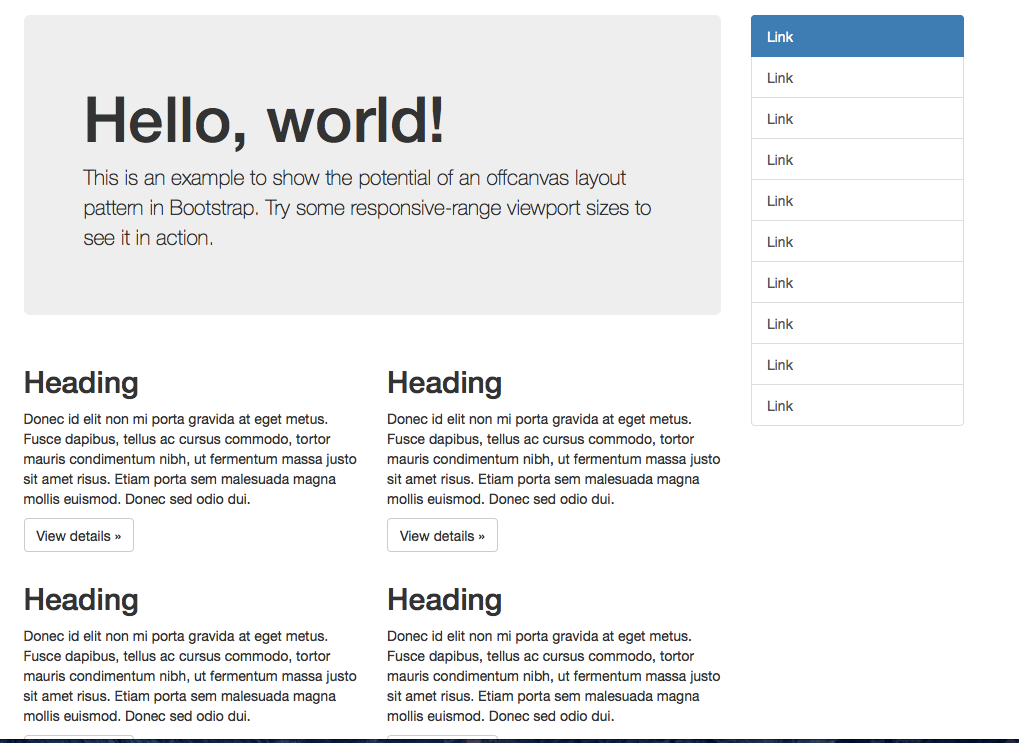 Hello, world!
This is an example to show the potential of an offcanvas layout
pattern in Bootstrap. Try some responsive-range viewport sizes to
see it in action.
Heading
Donec id elit non mi porta gravida at eget metus.
Fusce dapibus, tellus ac cursus commodo, tortor
mauris condimentum nibh, ut fermentum massa justo
sit amet risus. Etiam porta sem malesuada magna
mollis euismod. Donec sed odio dui.
View details »
Heading
Donec id elit non mi porta gravida at eget metus.
Fusce dapibus, tellus ac cursus commodo, tortor
mauris condimentum nibh, ut fermentum massa justo
sit amet risus. Etiam porta sem malesuada magna
mollis euismod. Donec sed odio dui.
View details »
Heading
Donec id elit non mi porta gravida at eget metus.
Fusce dapibus, tellus ac cursus commodo, tortor
mauris condimentum nibh, ut fermentum massa justo
sit amet risus. Etiam porta sem malesuada magna
mollis euismod. Donec sed odio dui.
Heading
Donec id elit non mi porta gravida at eget metus.
Fusce dapibus, tellus ac cursus commodo, tortor
mauris condimentum nibh, ut fermentum massa justo
sit amet risus. Etiam porta sem malesuada magna
mollis euismod. Donec sed odio dui.
Link
Link
Link
Link
Link
Link
Link
Link
Link
Link